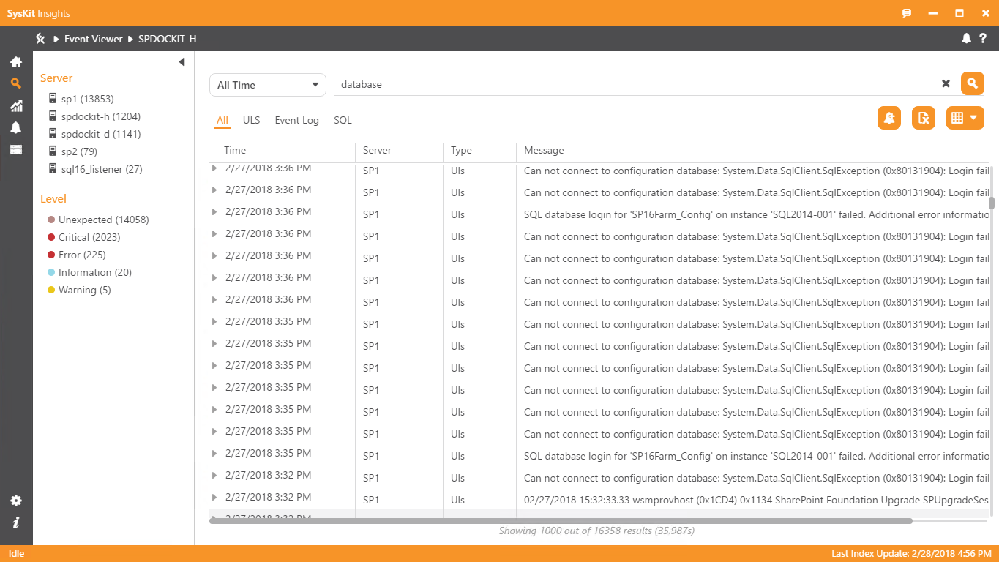 SysKit Insights
Event Viewer SPDOCKIT-H
Server
sp1 (13853)
spdockit-h (1204)
spdockit-d (1141)
sp2 (79)
sql16_listener (27)
Level
Unexpected (14058)
Critical (2023)
Error (225)
Information (20)
Warning (5)
All Time database
All ULS Event Log SQL
Time Server Type Message
2/27/2018 3:36 PM SP1 Uls Can not connect to configuration database: System.Data.SqlClient.SqlException (0x80131904): Login fail
2/27/2018 3:36 PM SP1 Uls Can not connect to configuration database: System.Data.SqlClient.SqlException (0x80131904): Login fail
2/27/2018 3:36 PM SP1 Uls SQL database login for 'SP16Farm_Config' on instance 'SQL2014-001' failed. Additional error informatio
2/27/2018 3:36 PM SP1 Uls Can not connect to configuration database: System.Data.SqlClient.SqlException (0x80131904): Login fail
2/27/2018 3:36 PM SP1 Uls Can not connect to configuration database: System.Data.SqlClient.SqlException (0x80131904): Login fail
2/27/2018 3:36 PM SP1 Uls Can not connect to configuration database: System.Data.SqlClient.SqlException (0x80131904): Login fail
2/27/2018 3:36 PM SP1 Uls Can not connect to configuration database: System.Data.SqlClient.SqlException (0x80131904): Login fail
2/27/2018 3:35 PM SP1 Uls Can not connect to configuration database: System.Data.SqlClient.SqlException (0x80131904): Login fail
2/27/2018 3:35 PM SP1 Uls Can not connect to configuration database: System.Data.SqlClient.SqlException (0x80131904): Login fail
2/27/2018 3:35 PM SP1 Uls Can not connect to configuration database: System.Data.SqlClient.SqlException (0x80131904): Login fail
2/27/2018 3:35 PM SP1 Uls Can not connect to configuration database: System.Data.SqlClient.SqlException (0x80131904): Login fail
2/27/2018 3:35 PM SP1 Uls Can not connect to configuration database: System.Data.SqlClient.SqlException (0x80131904): Login fail
2/27/2018 3:35 PM SP1 Uls Can not connect to configuration database: System.Data.SqlClient.SqlException (0x80131904): Login fail
2/27/2018 3:35 PM SP1 Uls SQL database login for 'SP16Farm_Config' on instance 'SQL2014-001' failed. Additional error informatio
2/27/2018 3:32 PM SP1 Uls Can not connect to configuration database: System.Data.SqlClient.SqlException (0x80131904): Login fail
2/27/2018 3:32 PM SP1 Uls 02/27/2018 15:32:33.33 wsmprovhost (0x1CD4) 0x1134 SharePoint Foundation Upgrade SPUpgradeSes
2/27/2018 3:32 PM
Showing 1000 out of 16358 results (35.987s)
Idle Last Index Update: 2/28/2018 4:56 PM